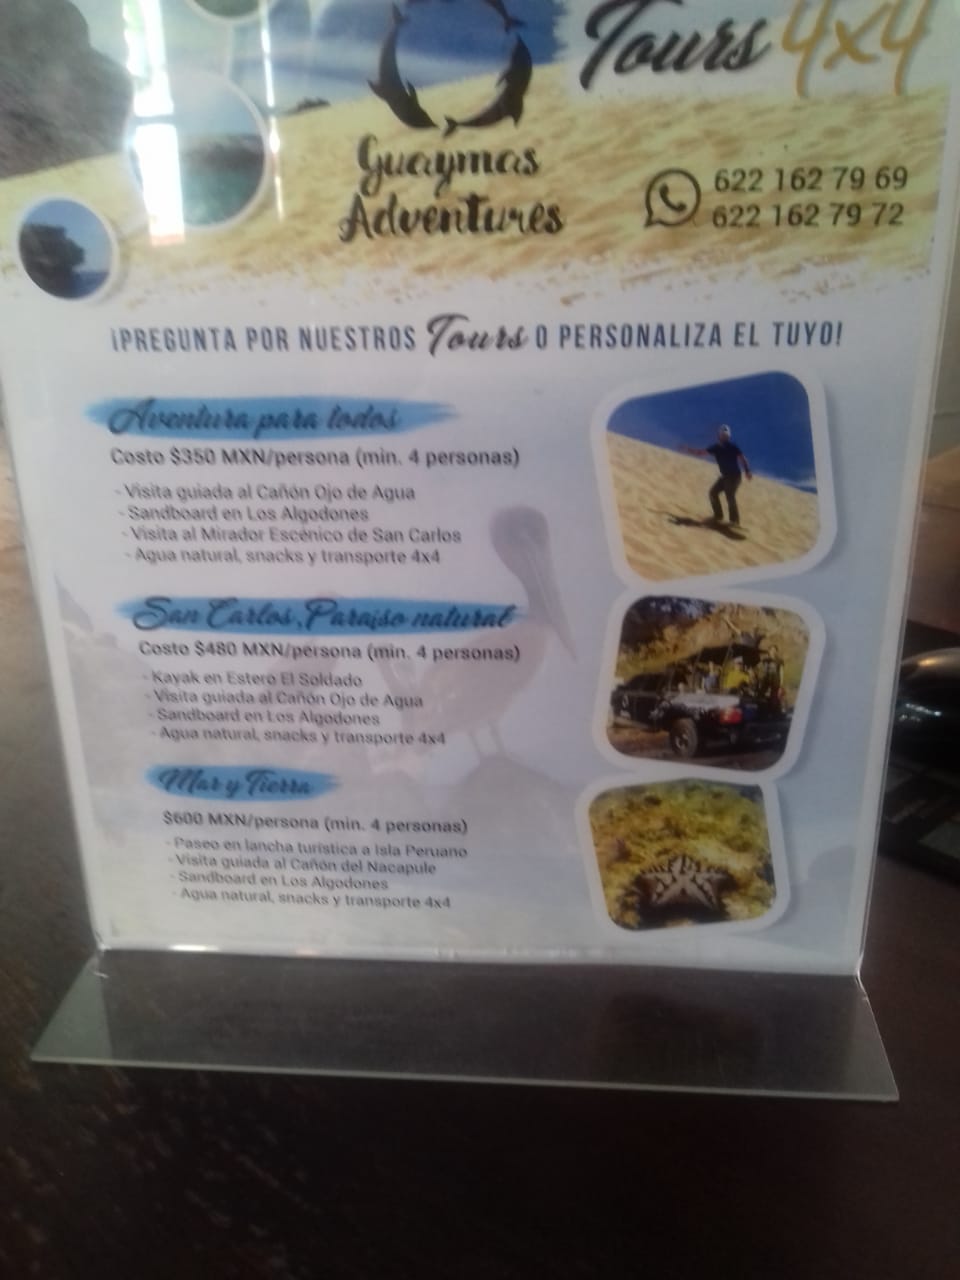 Tours 4x4
Guaymas
Adventures
622 162 79 69
622 162 79 72
¡PREGUNTA POR NUESTROS Tours O PERSONALIZA EL TUYO!
Aventura para todos
Costo $350 MXN/persona (min. 4 personas)
- Visita guiada al Cañón Ojo de Agua
- Sandboard en Los Algodones
- Visita al Mirador Escénico de San Carlos
- Agua natural, snacks y transporte 4x4
San Carlos, Paraíso natural
Costo $480 MXN/persona (min. 4 personas)
- Kayak en Estero El Soldado
- Visita guiada al Cañón Ojo de Agua
- Sandboard en Los Algodones
- Agua natural, snacks y transporte 4x4
Mar y Tierra
$600 MXN/persona (min. 4 personas)
- Paseo en lancha turística a Isla Peruano
- Visita guiada al Cañón del Nacapule
- Sandboard en Los Algodones
- Agua natural, snacks y transporte 4x4